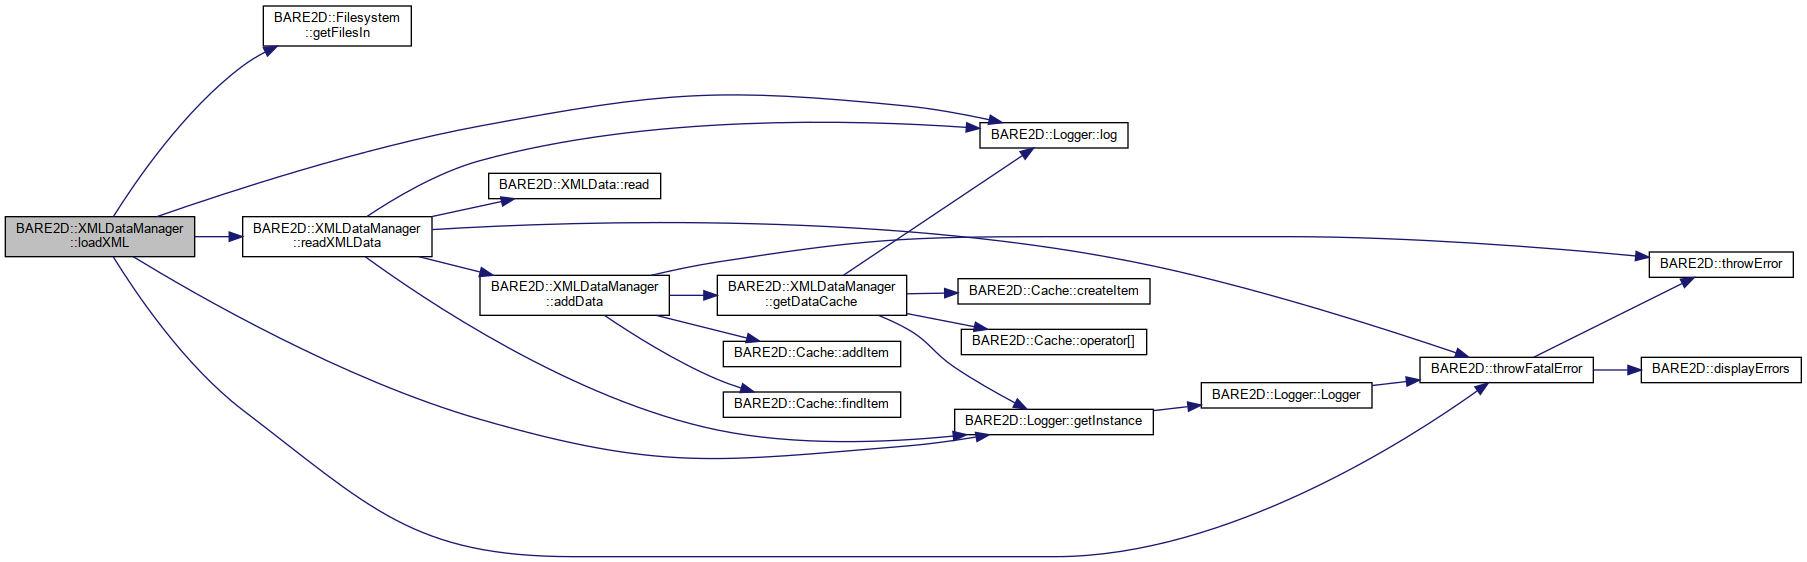 BARE2D::Filesystem
::getFilesIn
BARE2D::Logger::log
BARE2D::XMLData::read
BARE2D::XMLDataManager
::loadXML
BARE2D::XMLDataManager
::readXMLData
BARE2D::throwError
BARE2D::XMLDataManager
::addData
BARE2D::XMLDataManager
::getDataCache
BARE2D::Cache::createItem
BARE2D::Cache::operator[]
BARE2D::Cache::addItem
BARE2D::throwFatalError
BARE2D::displayErrors
BARE2D::Logger::Logger
BARE2D::Cache::findItem
BARE2D::Logger::getInstance